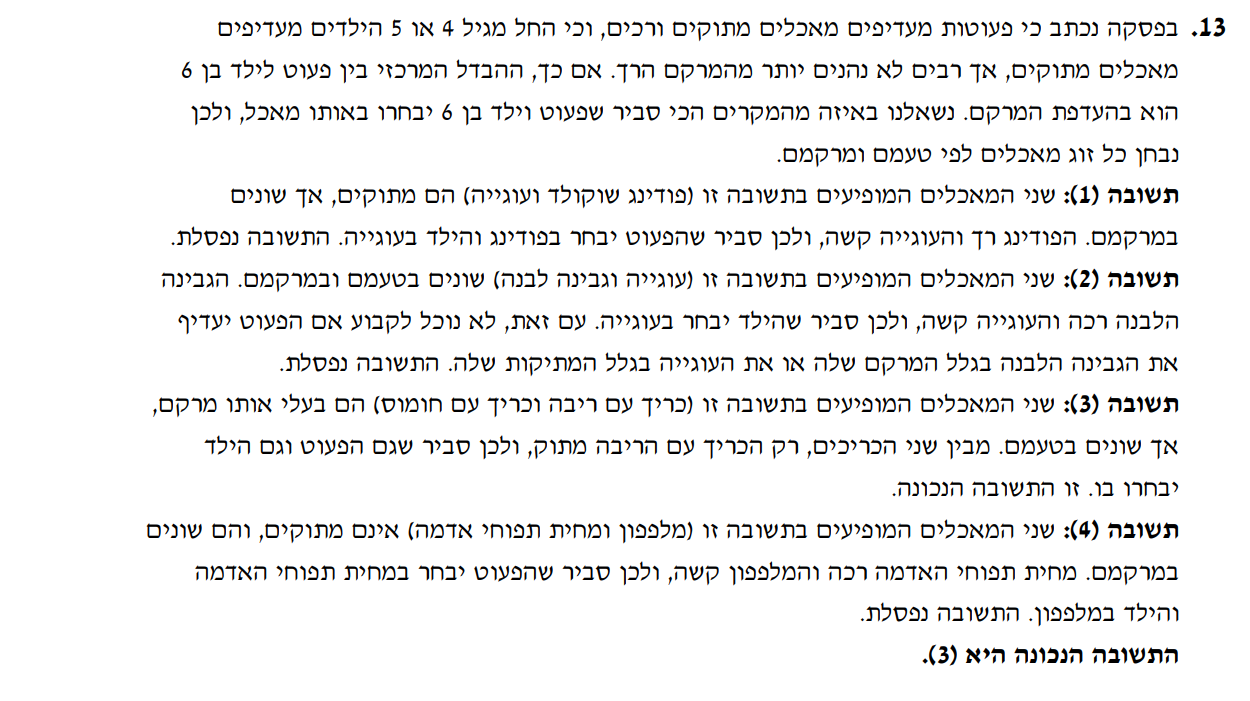 13. בפסקה נכתב כי פעוטות מעדיפים מאכלים מתוקים ורכים, וכי החל מגיל 4 או 5 הילדים מעדיפים
מאכלים מתוקים, אך רבים לא נהנים יותר מהמרקם הרך. אם כך, ההבדל המרכזי בין פעוט לילד בן 6
הוא בהעדפת המרקם. נשאלנו באיזה מהמקרים הכי סביר שפעוט וילד בן 6 יבחרו באותו מאכל, ולכן
נבחן כל זוג מאכלים לפי טעמם ומרקמם.
תשובה (1): שני המאכלים המופיעים בתשובה זו (פודינג שוקולד ועוגייה) הם מתוקים, אך שונים
במרקמם. הפודינג רך והעוגייה קשה, ולכן סביר שהפעוט יבחר בפודינג והילד בעוגייה. התשובה נפסלת.
תשובה (2): שני המאכלים המופיעים בתשובה זו (עוגייה וגבינה לבנה) שונים בטעמם ובמרקמם. הגבינה
הלבנה רכה והעוגייה קשה, ולכן סביר שהילד יבחר בעוגייה. עם זאת, לא נוכל לקבוע אם הפעוט יעדיף
את הגבינה הלבנה בגלל המרקם שלה או את העוגייה בגלל המתיקות שלה. התשובה נפסלת.
תשובה (3): שני המאכלים המופיעים בתשובה זו (כריך עם ריבה וכריך עם חומוס) הם בעלי אותו מרקם,
אך שונים בטעמם. מבין שני הכריכים, רק הכריך עם הריבה מתוק, ולכן סביר שגם הפעוט וגם הילד
יבחרו בו. זו התשובה הנכונה.
תשובה (4): שני המאכלים המופיעים בתשובה זו (מלפפון ומחית תפוחי אדמה) אינם מתוקים, והם שונים
במרקמם. מחית תפוחי האדמה רכה והמלפפון קשה, ולכן סביר שהפעוט יבחר במחית תפוחי האדמה
והילד במלפפון. התשובה נפסלת.
התשובה הנכונה היא (3).